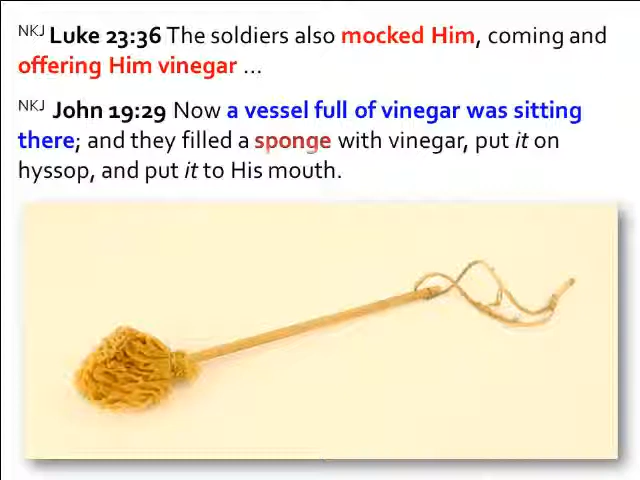 NKJ Luke 23:36 The soldiers also mocked Him, coming and
offering Him vinegar ...
NKJ John 19:29 Now a vessel full of vinegar was sitting
there; and they filled a sponge with vinegar, put it on
hyssop, and put it to His mouth.